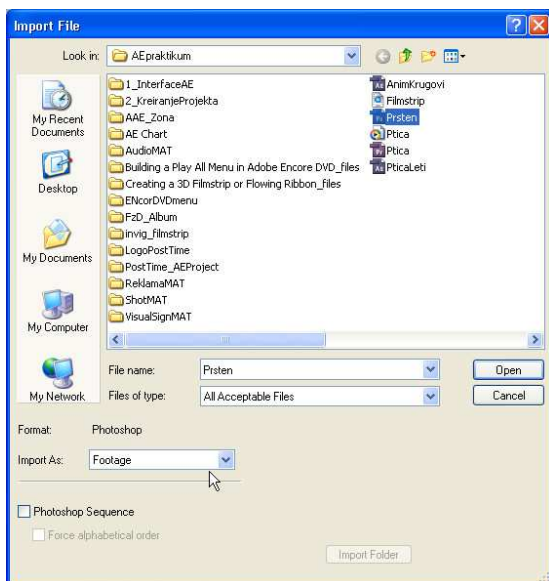 Import File
Look in:
AEpraktikum
My Recent
Documents
Desktop
My Documents
My Computer
My Network
1_InterfaceAE
2_KreiranjeProjekta
AAE_Zona
AE Chart
AudioMAT
Building a Play All Menu in Adobe Encore DVD_files
Creating a 3D Filmstrip or Flowing Ribbon_files
ENcorDVDmenu
FzD_Album
invig_filmstrip
LogoPostTime
PostTime_AEProject
ReklamaMAT
ShotMAT
VisualSignMAT
AnimKrugovi
Filmstrip
Prsten
Ptica
Ptica
PticaLeti
File name:
Prsten
Open
Files of type:
All Acceptable Files
Cancel
Format:
Photoshop
Import As:
Footage
Photoshop Sequence
Force alphabetical order
Import Folder